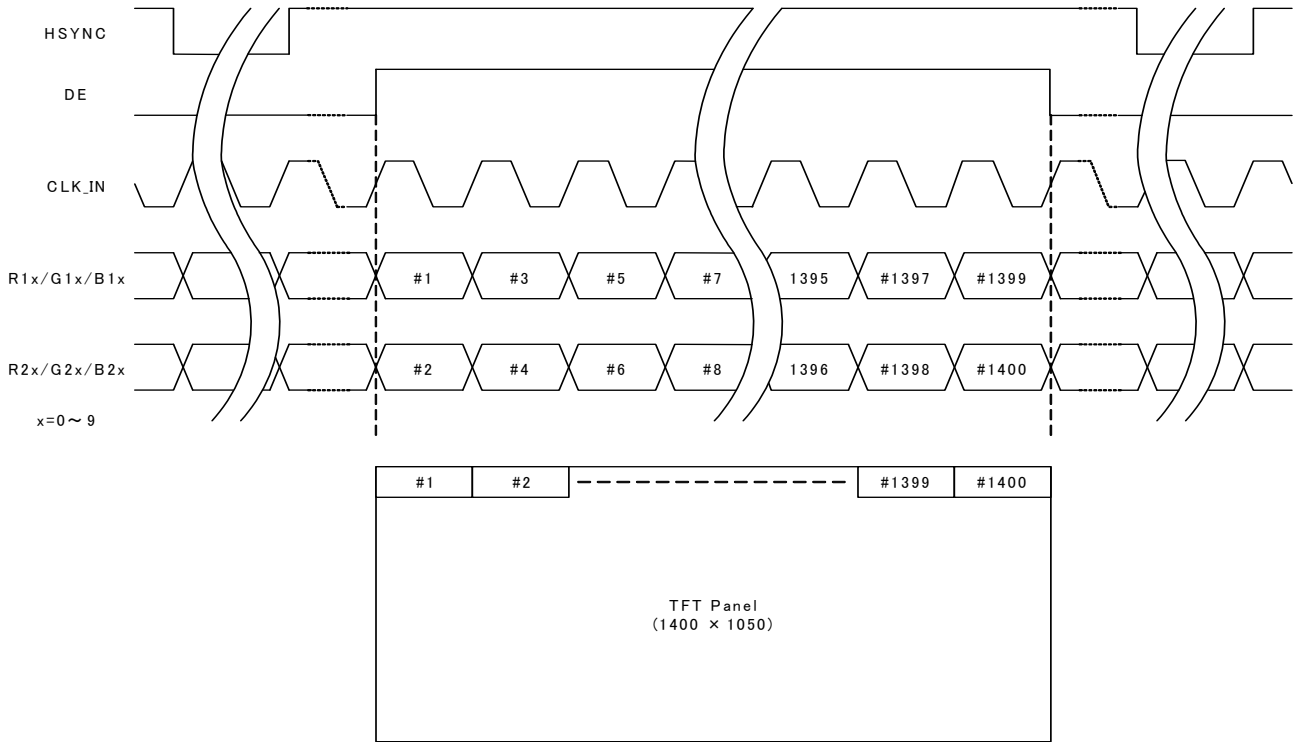 HSYNC
DE
CLK_IN
R1x/G1x/B1x #1 #3 #5 #7 1395 #1397 #1399
R2x/G2x/B2x #2 #4 #6 #8 1396 #1398 #1400
x=0～9
#1 #2 #1399 #1400
TFT Panel
(1400 × 1050)